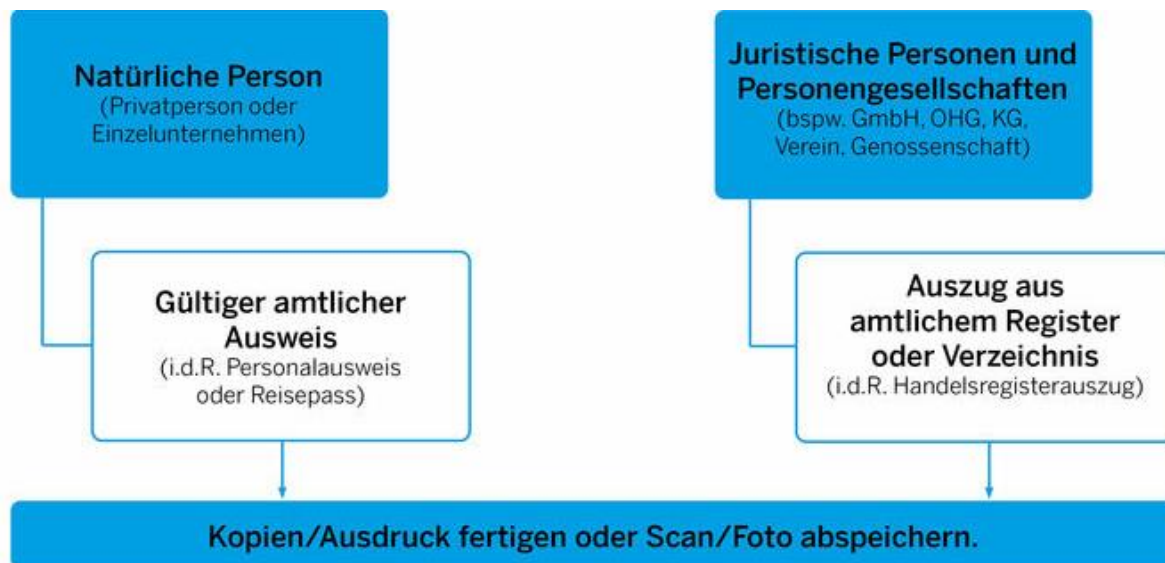 Natürliche Person
(Privatperson oder
Einzelunternehmen)
Juristische Personen und
Personengesellschaften
(bspw. GmbH, OHG, KG,
Verein. Genossenschaft)
Gültiger amtlicher
Ausweis
(i.d.R. Personalausweis
oder Reisepass)
Auszug aus
amtlichem Register
oder Verzeichnis
(i.d.R. Handelsregisterauszug)
Kopien/Ausdruck fertigen oder Scan/Foto abspeichern.